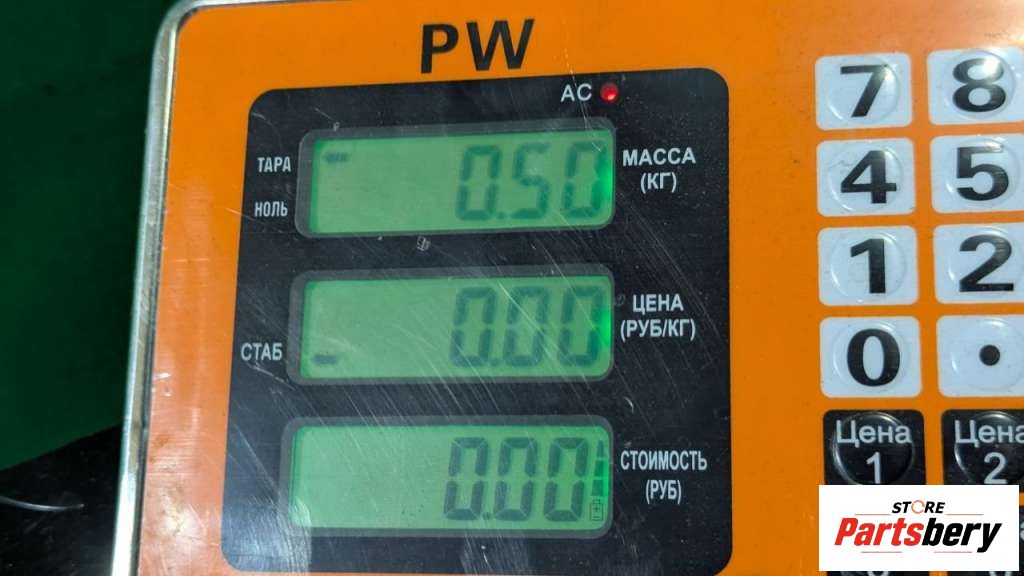 PW
AC
7 8
ТАРА
0.50
МАССА
(КГ)
НОЛЬ
4 5
1 2
0.00
ЦЕНА
(РУБ/КГ)
СТАБ
0 .
0.00
СТОИМОСТЬ
(РУБ)
Цена
1
Цена
2
STORE
Partsbery